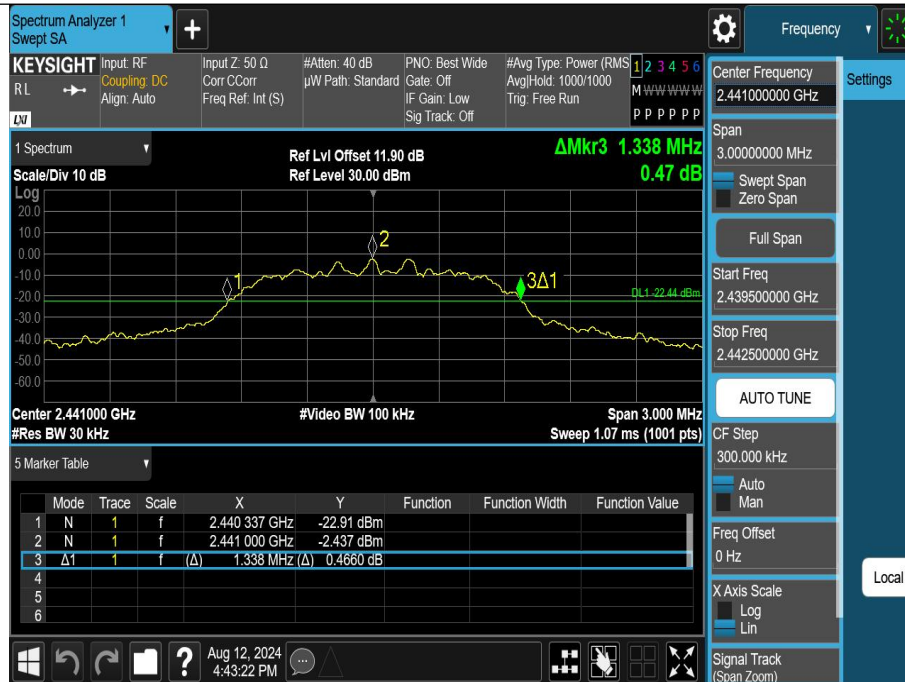 Spectrum Analyzer 1
Swept SA
+
Frequency
KEYSIGHT
RL
LXI
Input: RF
Coupling: DC
Align: Auto
Input Z: 50 Ω
Corr CCorr
Freq Ref: Int (S)
#Atten: 40 dB
µW Path: Standard
PNO: Best Wide
Gate: Off
IF Gain: Low
Sig Track: Off
#Avg Type: Power (RMS
Avg|Hold: 1000/1000
Trig: Free Run
1 2 3 4 5 6
M W W W W W
P P P P P P
1 Spectrum
Scale/Div 10 dB
Ref Lvl Offset 11.90 dB
Ref Level 30.00 dBm
ΔMkr3 1.338 MHz
0.47 dB
Log
20.0
10.0
0.00
-10.0
-20.0
-30.0
-40.0
-50.0
-60.0
1
2
3Δ1
DL1 -22.44 dBm
Center 2.441000 GHz
#Video BW 100 kHz
Span 3.000 MHz
#Res BW 30 kHz
Sweep 1.07 ms (1001 pts)
5 Marker Table
Mode Trace Scale X Y Function Function Width Function Value
1 N 1 f 2.440 337 GHz -22.91 dBm
2 N 1 f 2.441 000 GHz -2.437 dBm
3 Δ1 1 f (Δ) 1.338 MHz (Δ) 0.4660 dB
4
5
6
?
Aug 12, 2024
4:43:22 PM
Center Frequency
2.441000000 GHz
Span
3.00000000 MHz
Swept Span
Zero Span
Full Span
Start Freq
2.439500000 GHz
Stop Freq
2.442500000 GHz
AUTO TUNE
CF Step
300.000 kHz
Auto
Man
Freq Offset
0 Hz
X Axis Scale
Log
Lin
Signal Track
(Span Zoom)
Settings
Local